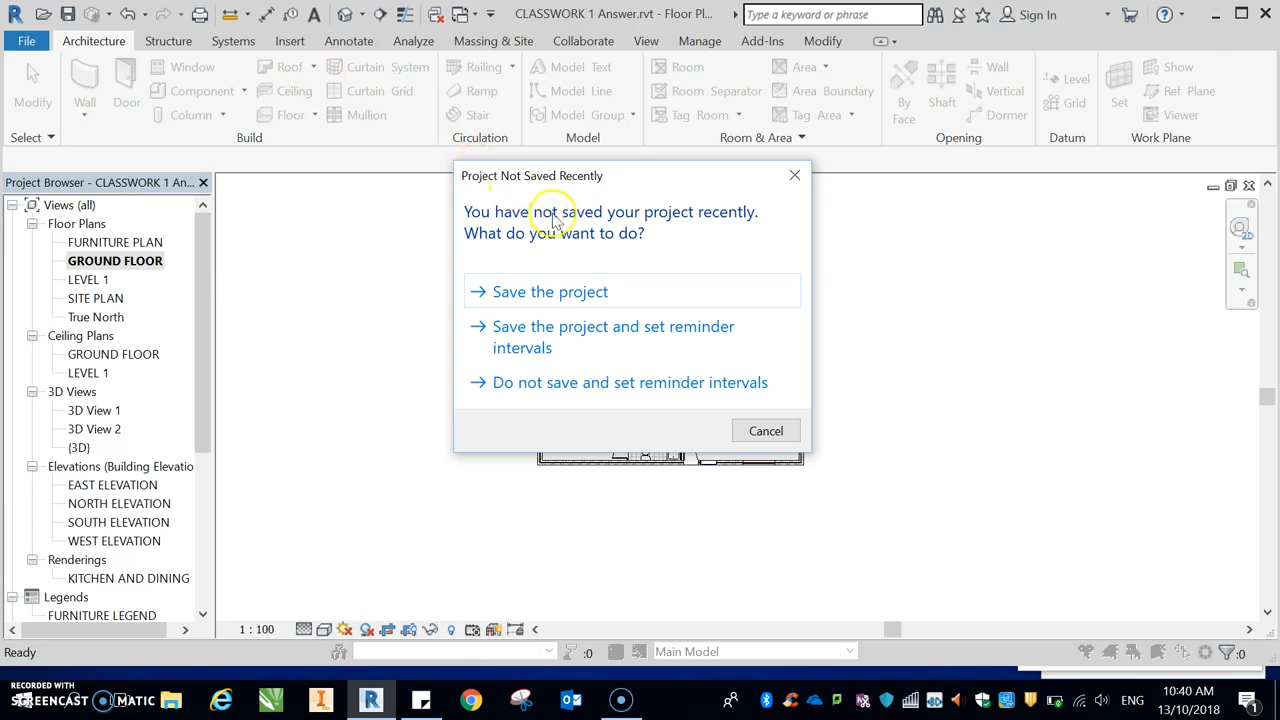 CLASSWORK 1 Answer.rvt - Floor Pl...
Type a keyword or phrase
Sign In
File
Architecture
Structure
Systems
Insert
Annotate
Analyze
Massing & Site
Collaborate
View
Manage
Add-Ins
Modify
Modify
Wall
Door
Window
Component
Column
Roof
Ceiling
Floor
Curtain System
Curtain Grid
Mullion
Railing
Ramp
Stair
Model Text
Model Line
Model Group
Room
Room Separator
Tag Room
Area
Area Boundary
Tag Area
By
Face
Shaft
Wall
Vertical
Dormer
Level
Grid
Set
Show
Ref Plane
Viewer
Select
Build
Circulation
Model
Room & Area
Opening
Datum
Work Plane
Project Browser - CLASSWORK 1 An...
Views (all)
Floor Plans
FURNITURE PLAN
GROUND FLOOR
LEVEL 1
SITE PLAN
True North
Ceiling Plans
GROUND FLOOR
LEVEL 1
3D Views
3D View 1
3D View 2
{3D}
Elevations (Building Elevatio
EAST ELEVATION
NORTH ELEVATION
SOUTH ELEVATION
WEST ELEVATION
Renderings
KITCHEN AND DINING
Legends
FURNITURE LEGEND
Project Not Saved Recently
You have not saved your project recently.
What do you want to do?
Save the project
Save the project and set reminder
intervals
Do not save and set reminder intervals
Cancel
2D
1 : 100
Ready
:0
Main Model
:0
RECORDED WITH
SCREENCAST MATIC
ENG
10:40 AM
13/10/2018
1